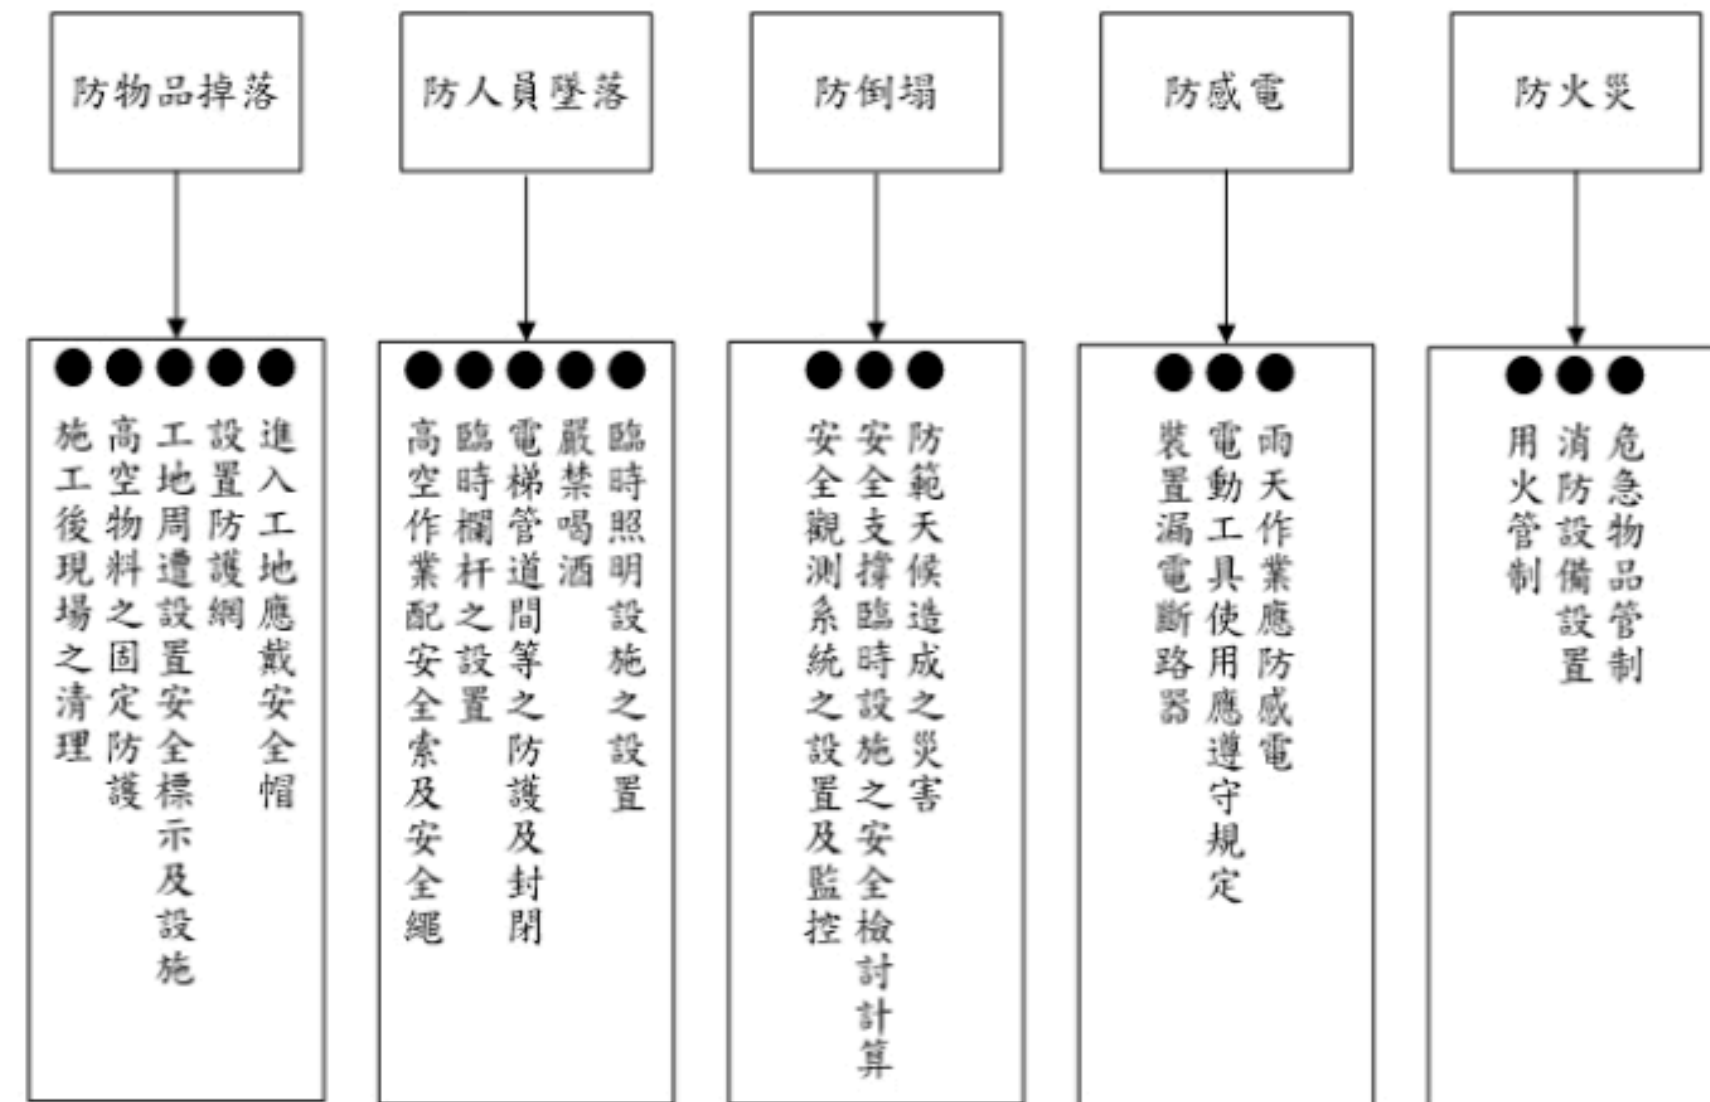 防物品掉落
進入工地應戴安全帽
設置防護網
工地周遭設置安全標示及設施
高空物料之固定防護
施工後現場之清理
防人員墜落
臨時照明設施之設置
嚴禁喝酒
電梯管道間等之防護及封閉
臨時欄杆之設置
高空作業配安全索及安全繩
防倒塌
防範天候造成之災害
安全支撐臨時設施之安全檢討計算
安全觀測系統之設置及監控
防感電
雨天作業應防感電
電動工具使用應遵守規定
裝置漏電斷路器
防火災
危急物品管制
消防設備設置
用火管制